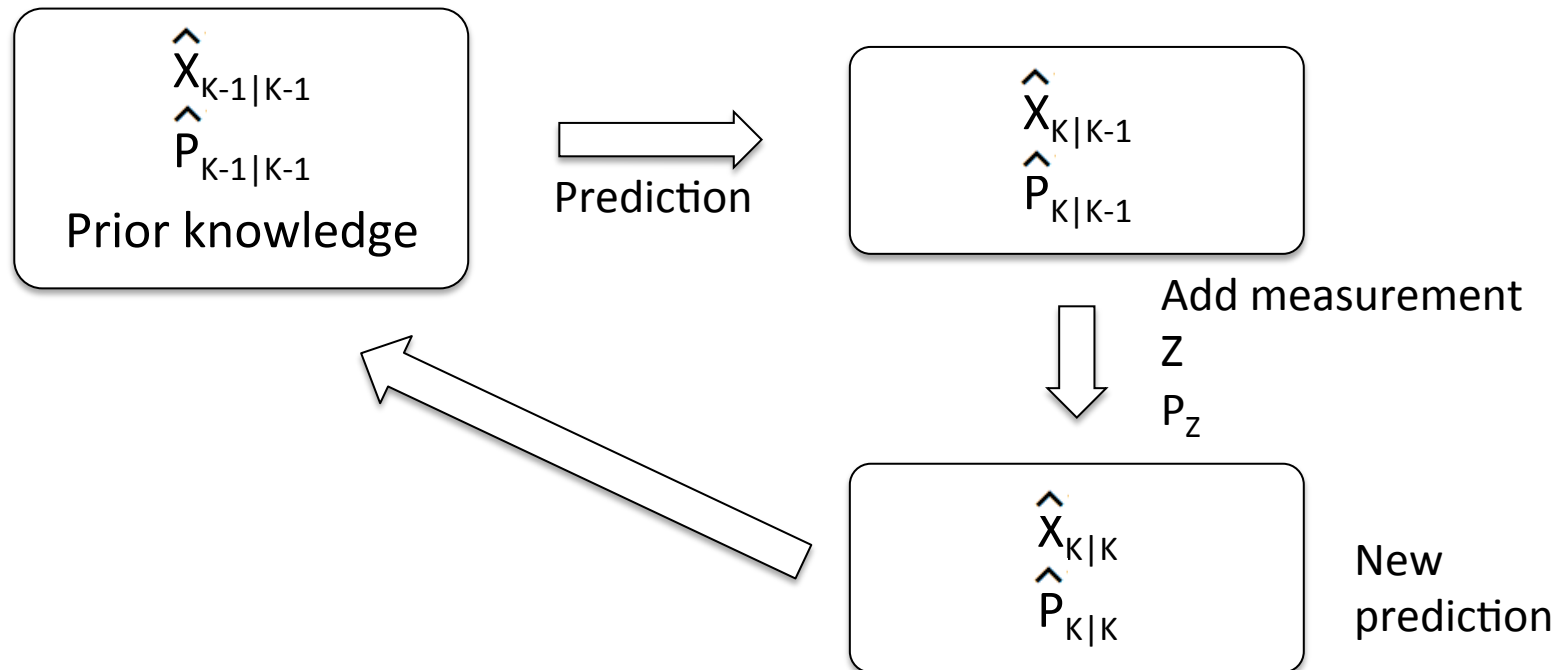 X̂K-1|K-1
P̂K-1|K-1
Prior knowledge
Prediction
X̂K|K-1
P̂K|K-1
Add measurement
Z
PZ
X̂K|K
P̂K|K
New
prediction